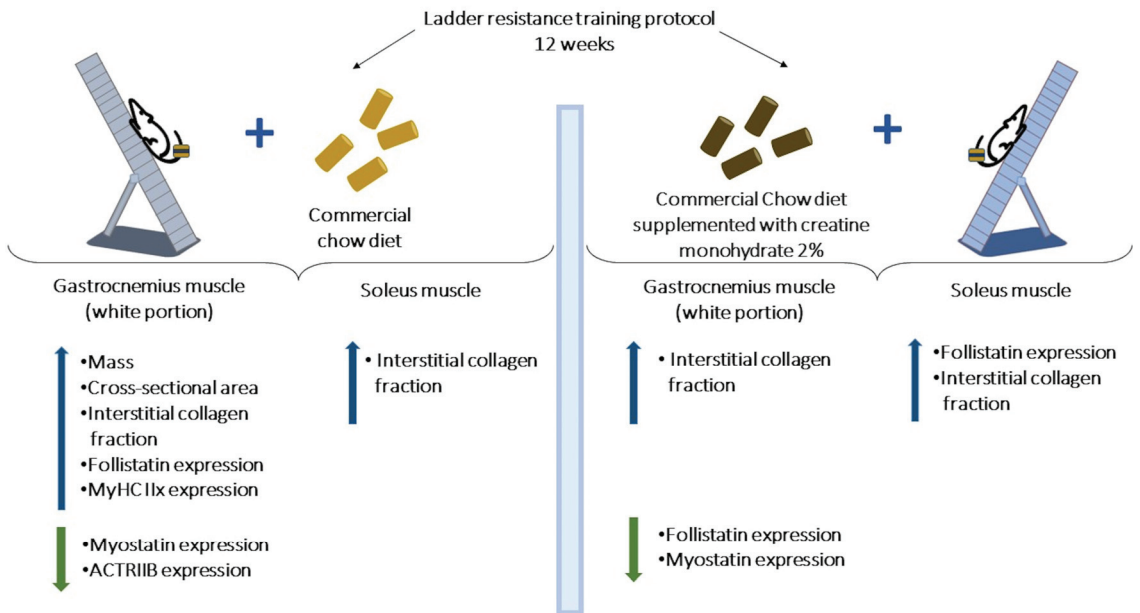 Ladder resistance training protocol
12 weeks
Commercial
chow diet
Commercial Chow diet
supplemented with creatine
monohydrate 2%
Gastrocnemius muscle
(white portion)
•Mass
•Cross-sectional area
•Interstitial collagen
fraction
•Follistatin expression
•MyHC IIx expression
•Myostatin expression
•ACTRIIB expression
Soleus muscle
• Interstitial collagen
fraction
Gastrocnemius muscle
(white portion)
• Interstitial collagen
fraction
•Follistatin expression
•Myostatin expression
Soleus muscle
•Follistatin expression
•Interstitial collagen
fraction